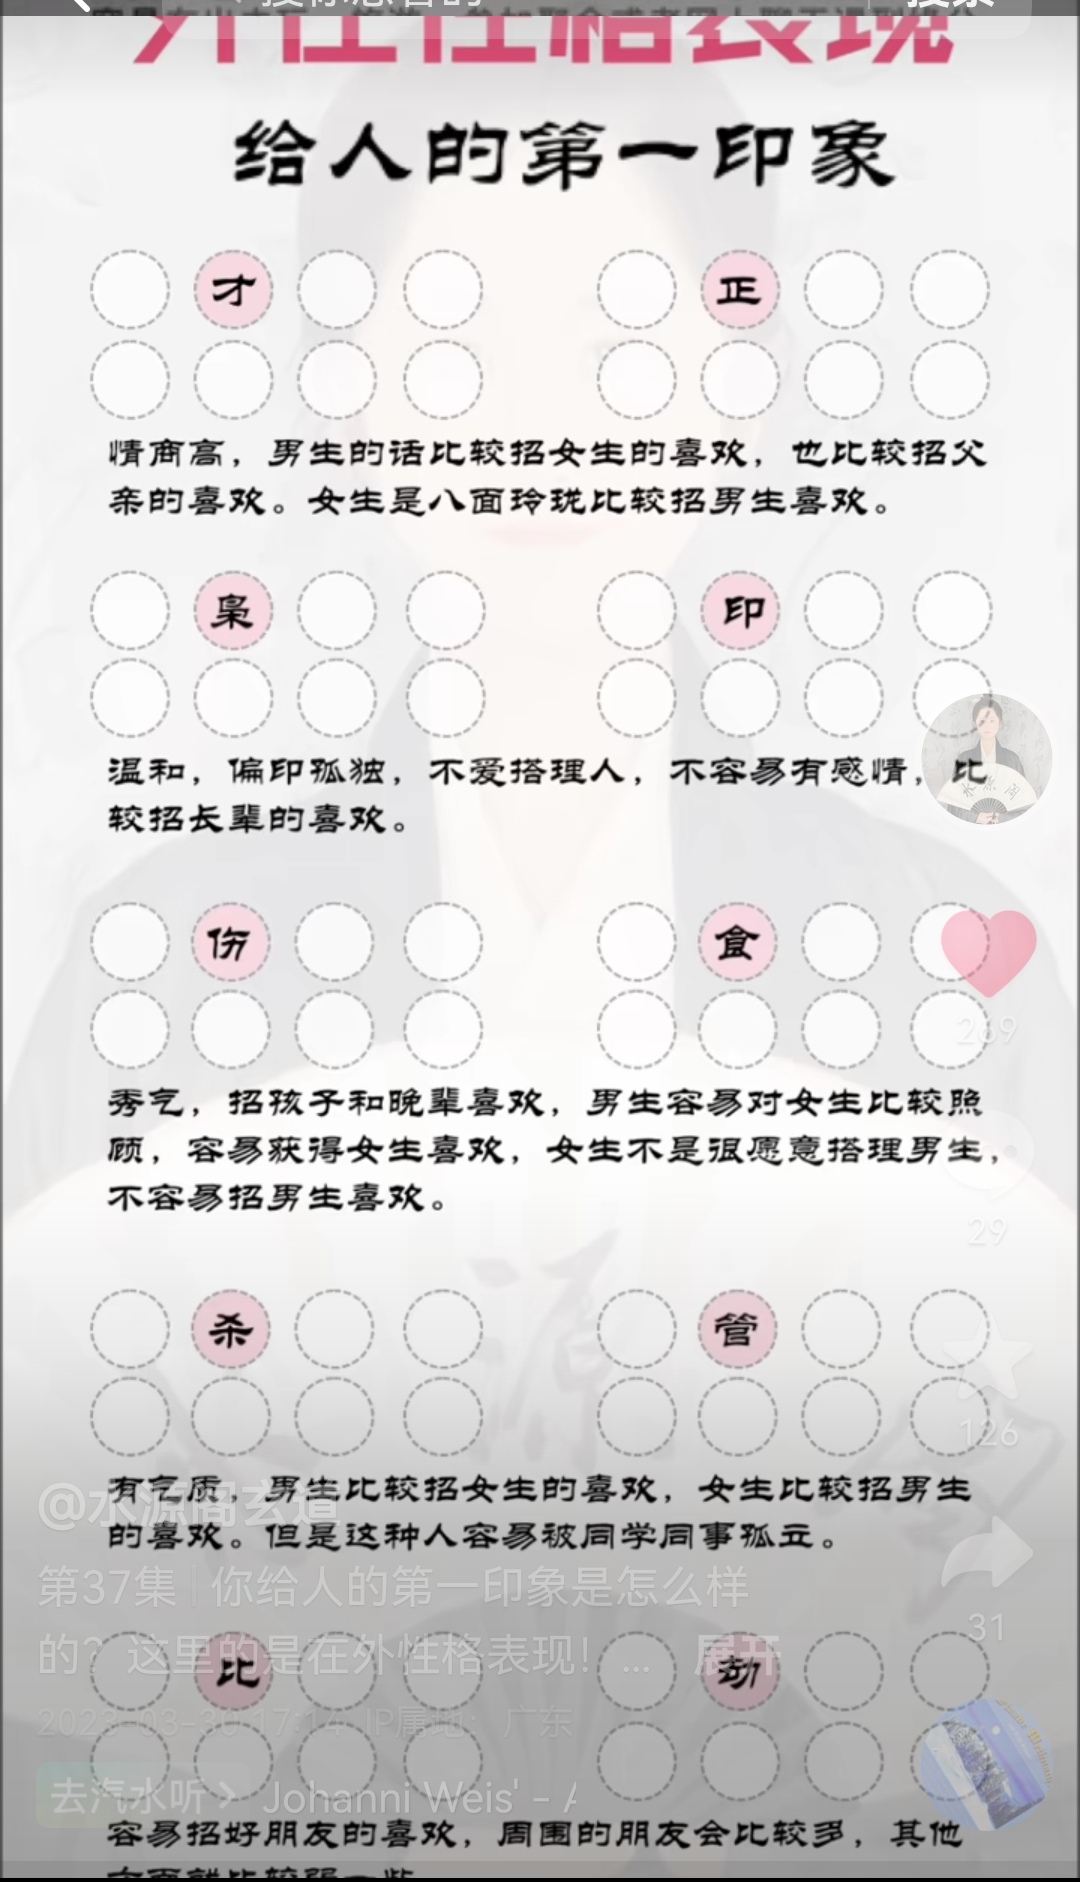 外在性格表现
给人的第一印象
才 正
情商高，男生的话比较招女生的喜欢，也比较招父
亲的喜欢。女生是八面玲珑比较招男生喜欢。
枭 印
温和，偏印孤独，不爱搭理人，不容易有感情，比
较招长辈的喜欢。
伤 食
269
秀气，招孩子和晚辈喜欢，男生容易对女生比较照
顾，容易获得女生喜欢，女生不是很愿意搭理男生，
不容易招男生喜欢。
29
杀 管
126
有气质，男生比较招女生的喜欢，女生比较招男生
的喜欢。但是这种人容易被同学同事孤立。
@水源阁玄道
第37集 | 你给人的第一印象是怎么样
的？这里的是在外性格表现！... 展开
31
比 劫
2023-03-30 17:14 IP属地：广东
去汽水听 > Johanni Weis' - A
容易招好朋友的喜欢，周围的朋友会比较多，其他